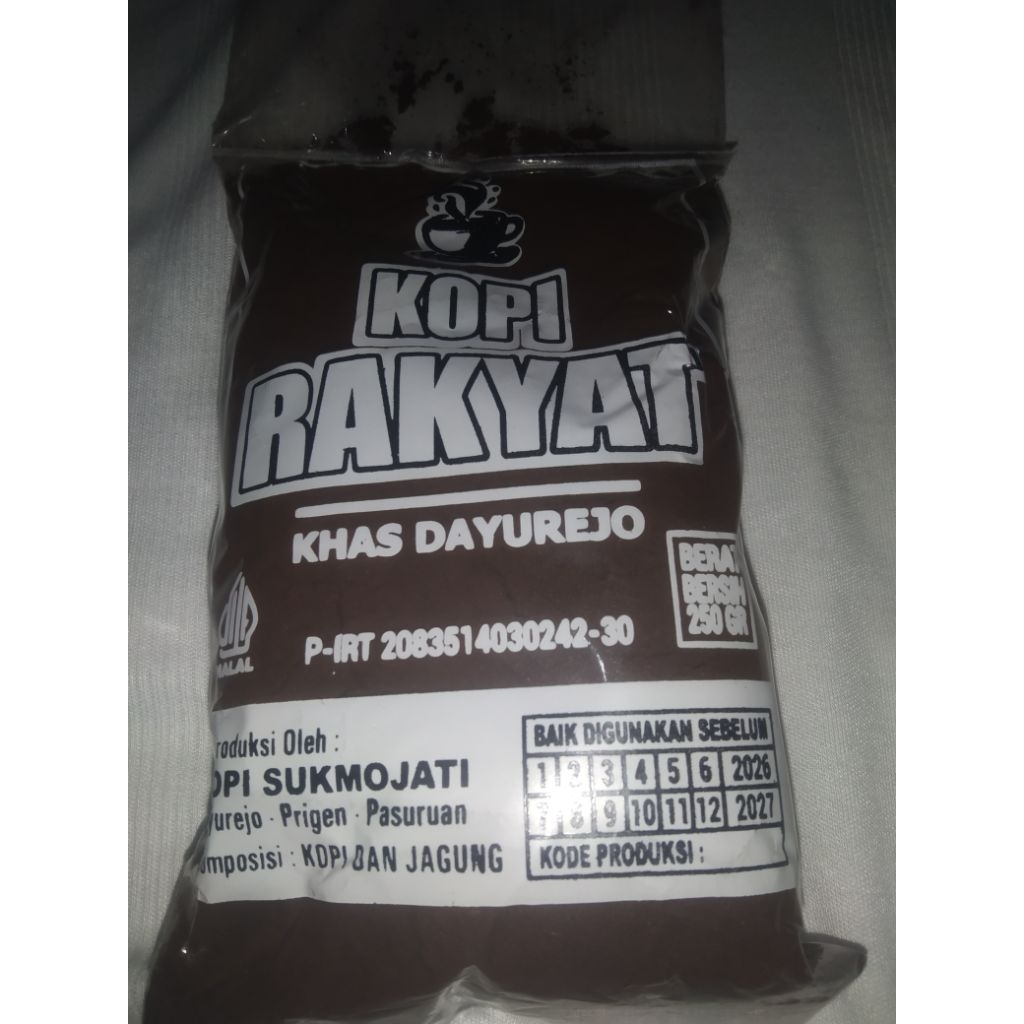 KOPI
RAKYAT
KHAS DAYUREJO
BERAT
BERSIH
250 GR
HALAL
P-IRT 2083514030242-30
roduksi Oleh :
OPI SUKMOJATI
yurejo · Prigen · Pasuruan
omposisi : KOPI DAN JAGUNG
BAIK DIGUNAKAN SEBELUM
1 2 3 4 5 6 2026
7 8 9 10 11 12 2027
KODE PRODUKSI :